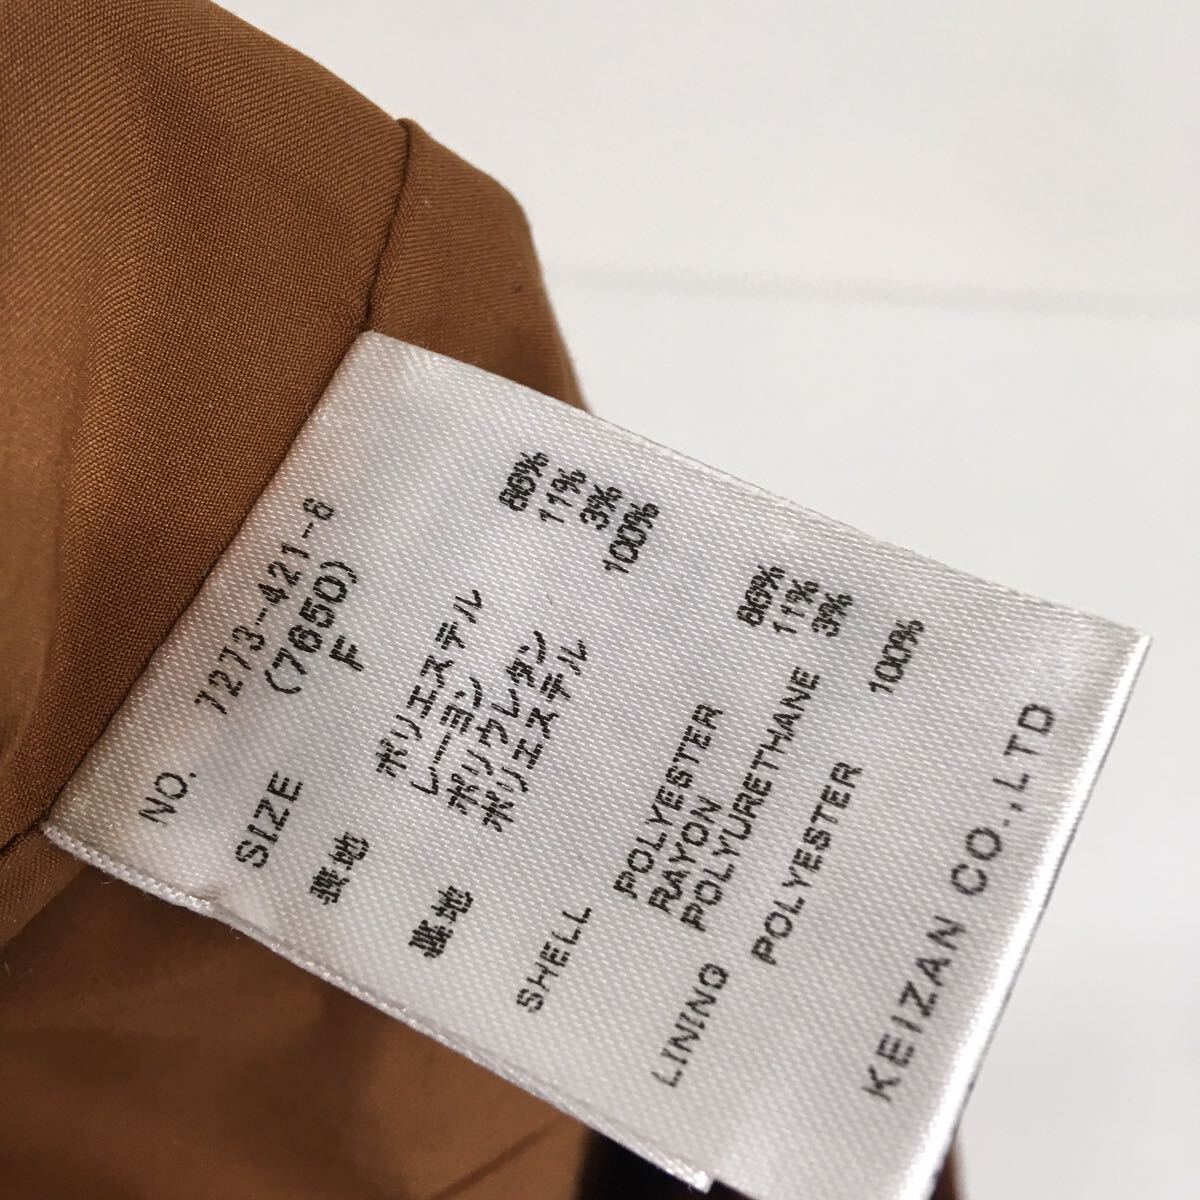 NO. 7273-421-6
(7650)
SIZE F
表地 ポリエステル 86%
レーヨン 11%
ポリウレタン 3%
裏地 ポリエステル 100%
SHELL POLYESTER 86%
RAYON 11%
POLYURETHANE 3%
LINING POLYESTER 100%
KEIZAN CO.,LTD